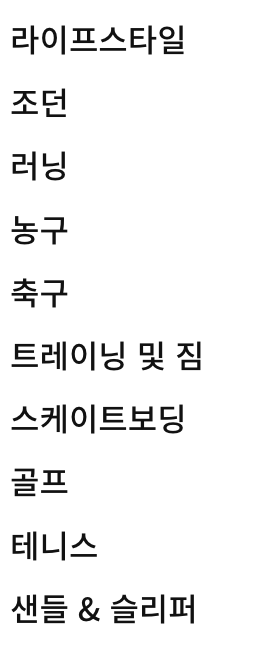 라이프스타일
조던
러닝
농구
축구
트레이닝 및 짐
스케이트보딩
골프
테니스
샌들 & 슬리퍼